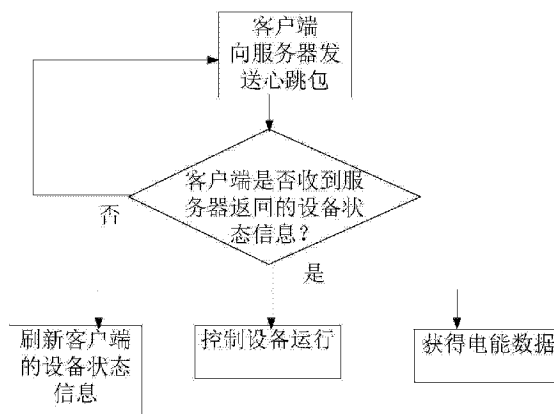 客户端
向服务器发
送心跳包
客户端是否收到服
务器返回的设备状
态信息？
否
是
刷新客户端
的设备状态
信息
控制设备运行
获得电能数据